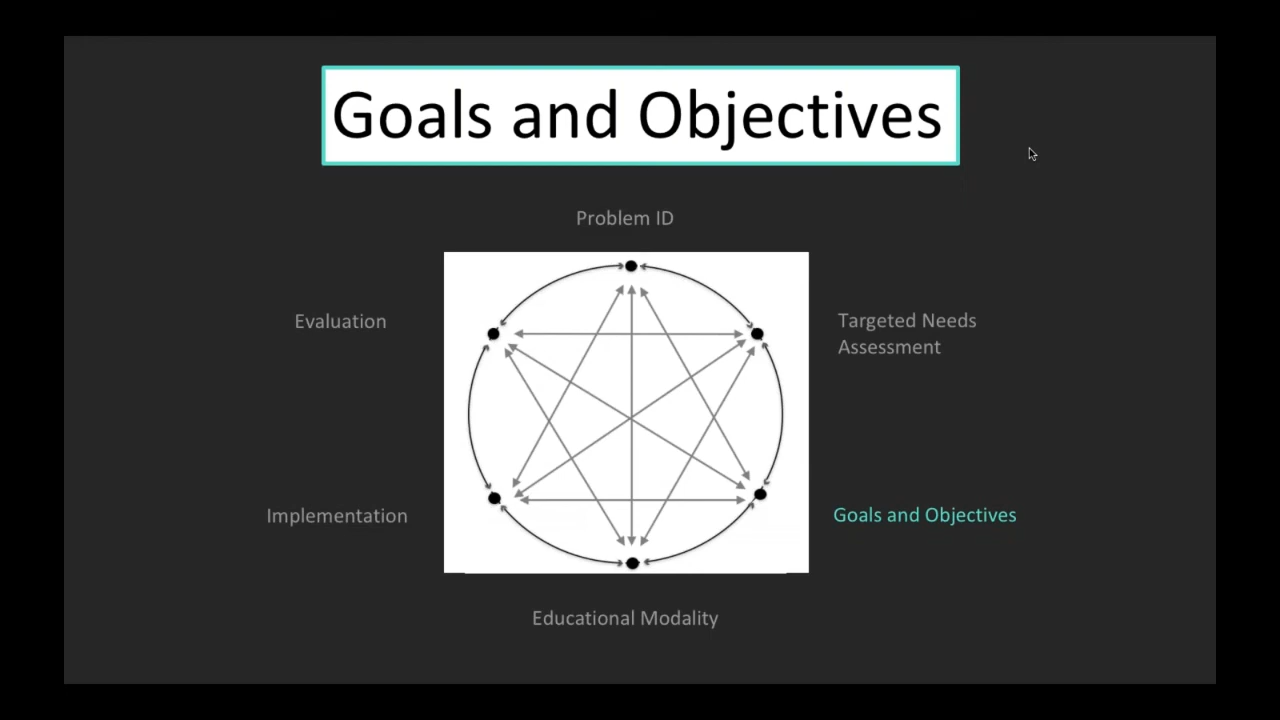 Goals and Objectives
Problem ID
Evaluation
Targeted Needs
Assessment
Implementation
Goals and Objectives
Educational Modality